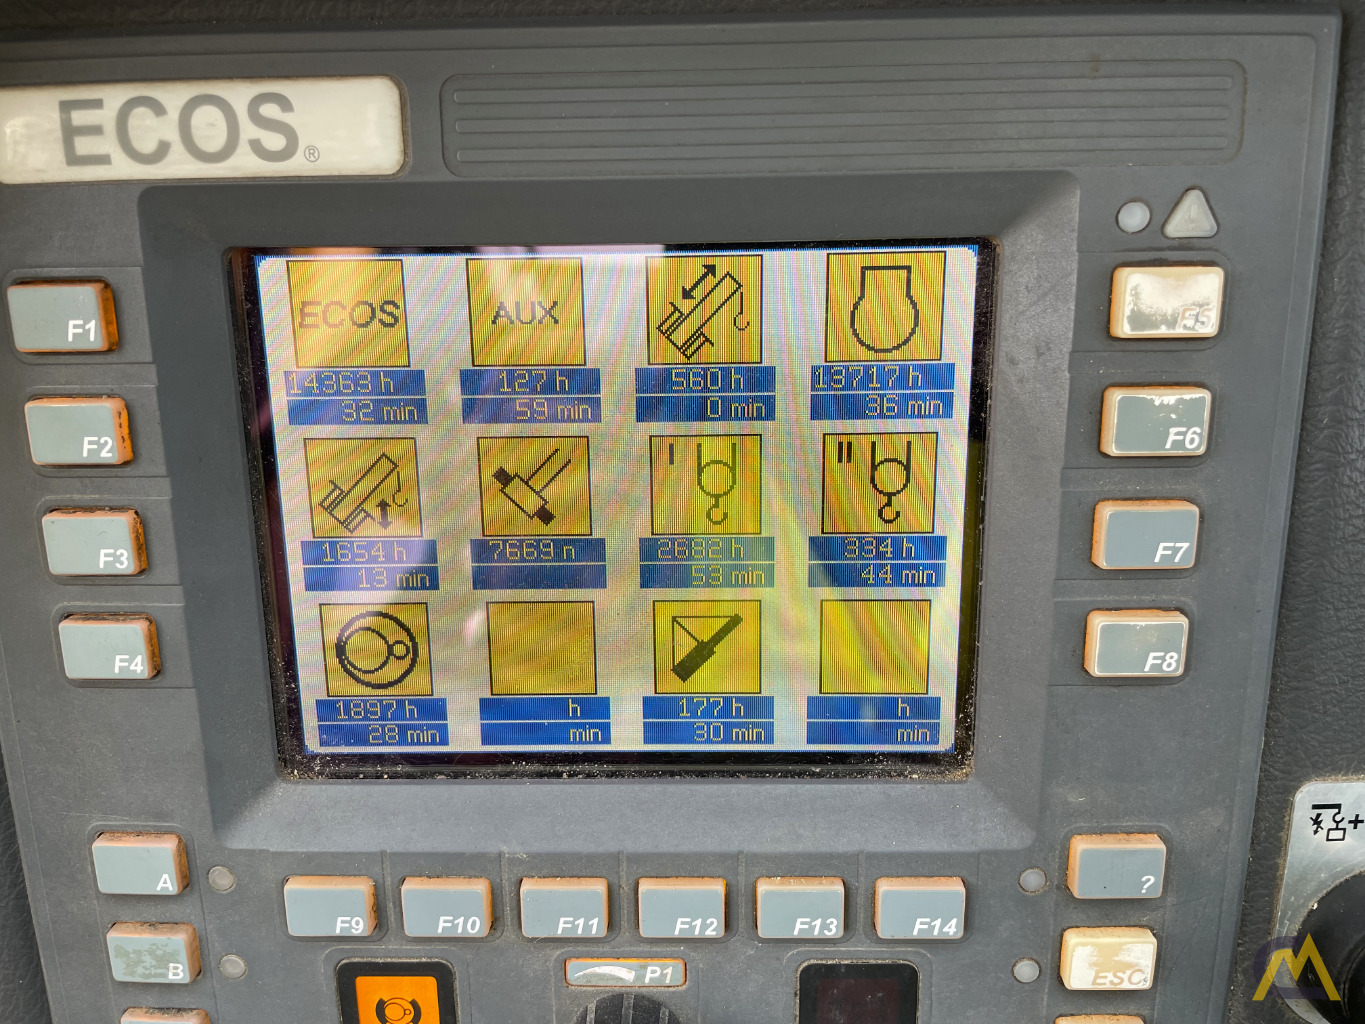 ECOS®
F1
F2
F3
F4
F5
F6
F7
F8
ECOS
AUX
14363 h
32 min
127 h
59 min
560 h
0 min
13717 h
36 min
I
II
1654 h
13 min
7669 h
2682 h
53 min
334 h
44 min
1897 h
28 min
h
min
177 h
30 min
h
min
A
B
F9
F10
F11
F12
F13
F14
?
ESC
P1